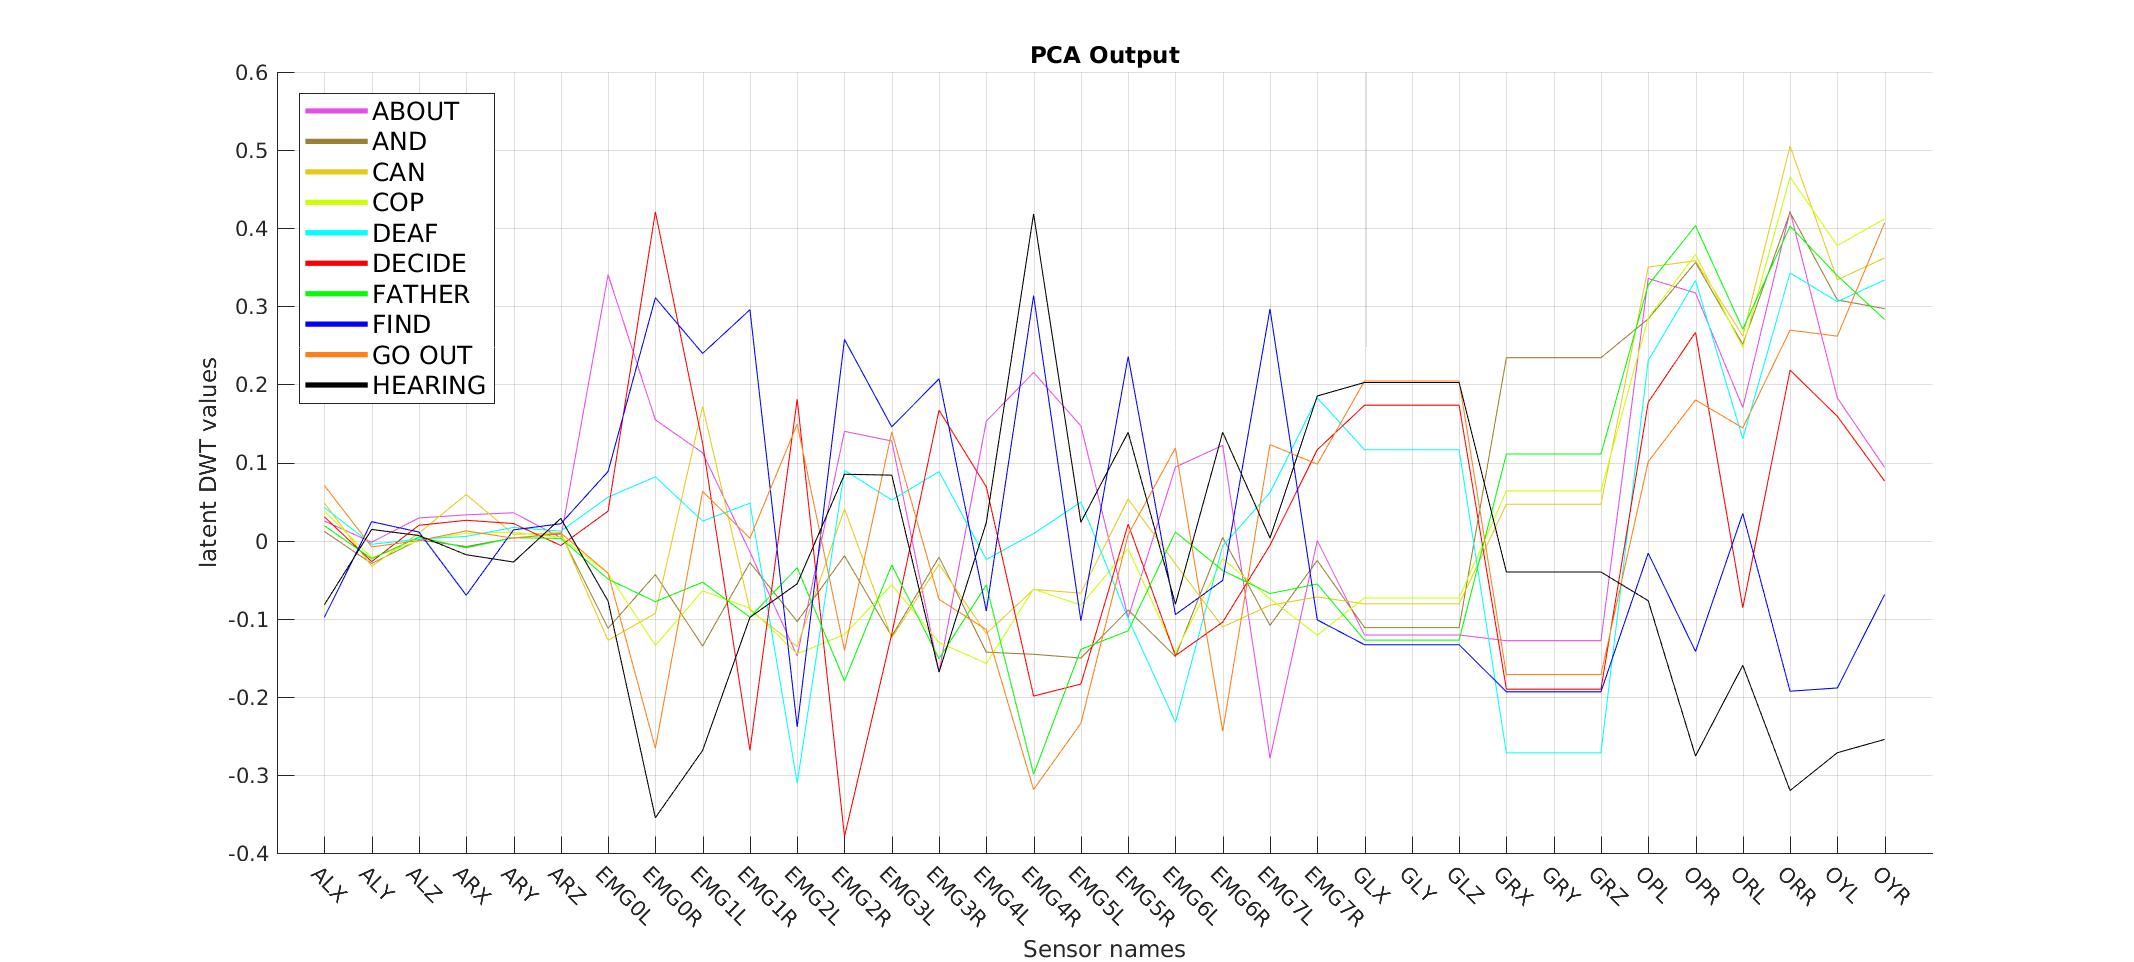 PCA Output
0.6
0.5
0.4
0.3
0.2
0.1
0
-0.1
-0.2
-0.3
-0.4
latent DWT values
ABOUT
AND
CAN
COP
DEAF
DECIDE
FATHER
FIND
GO OUT
HEARING
ALX ALY ALZ ARX ARY ARZ EMG0L EMG0R EMG1L EMG1R EMG2L EMG2R EMG3L EMG3R EMG4L EMG4R EMG5L EMG5R EMG6L EMG6R EMG7L EMG7R GLX GLY GLZ GRX GRY GRZ OPL OPR ORL ORR OYL OYR
Sensor names